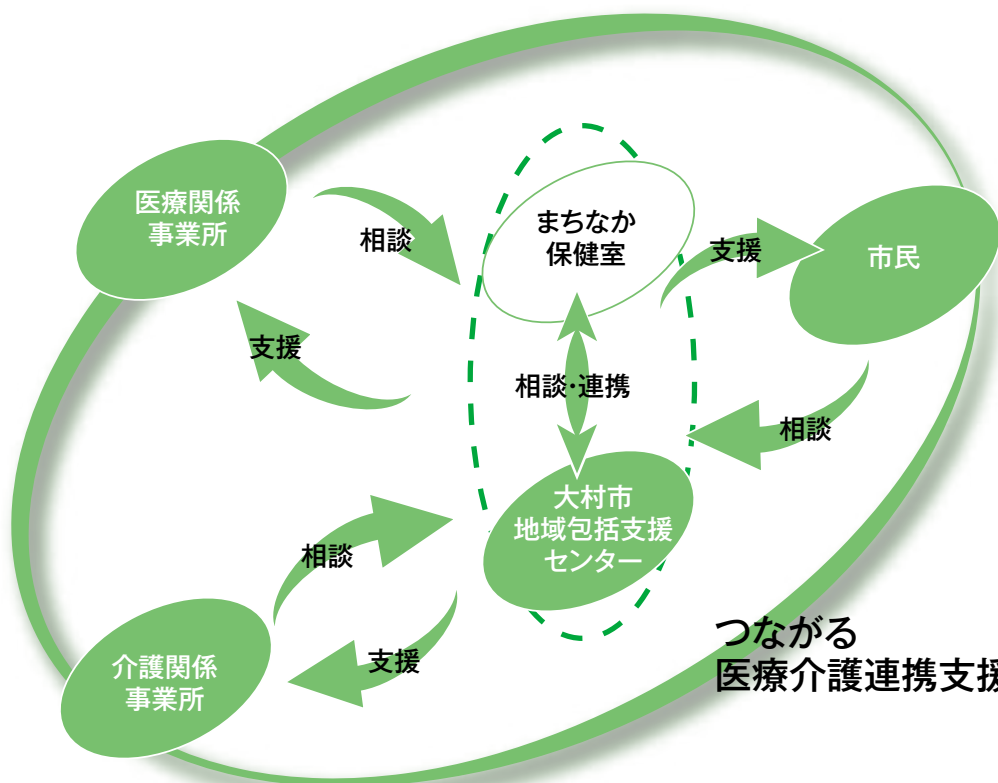 医療関係
事業所
相談
まちなか
保健室
支援
市民
支援
相談・連携
相談
大村市
地域包括支援
センター
相談
支援
介護関係
事業所
つながる
医療介護連携支援